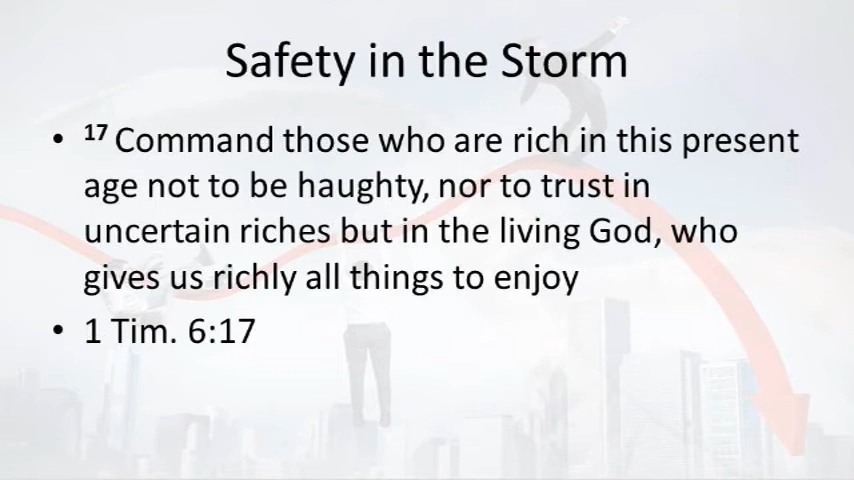 Safety in the Storm
• 17 Command those who are rich in this present
age not to be haughty, nor to trust in
uncertain riches but in the living God, who
gives us richly all things to enjoy
• 1 Tim. 6:17